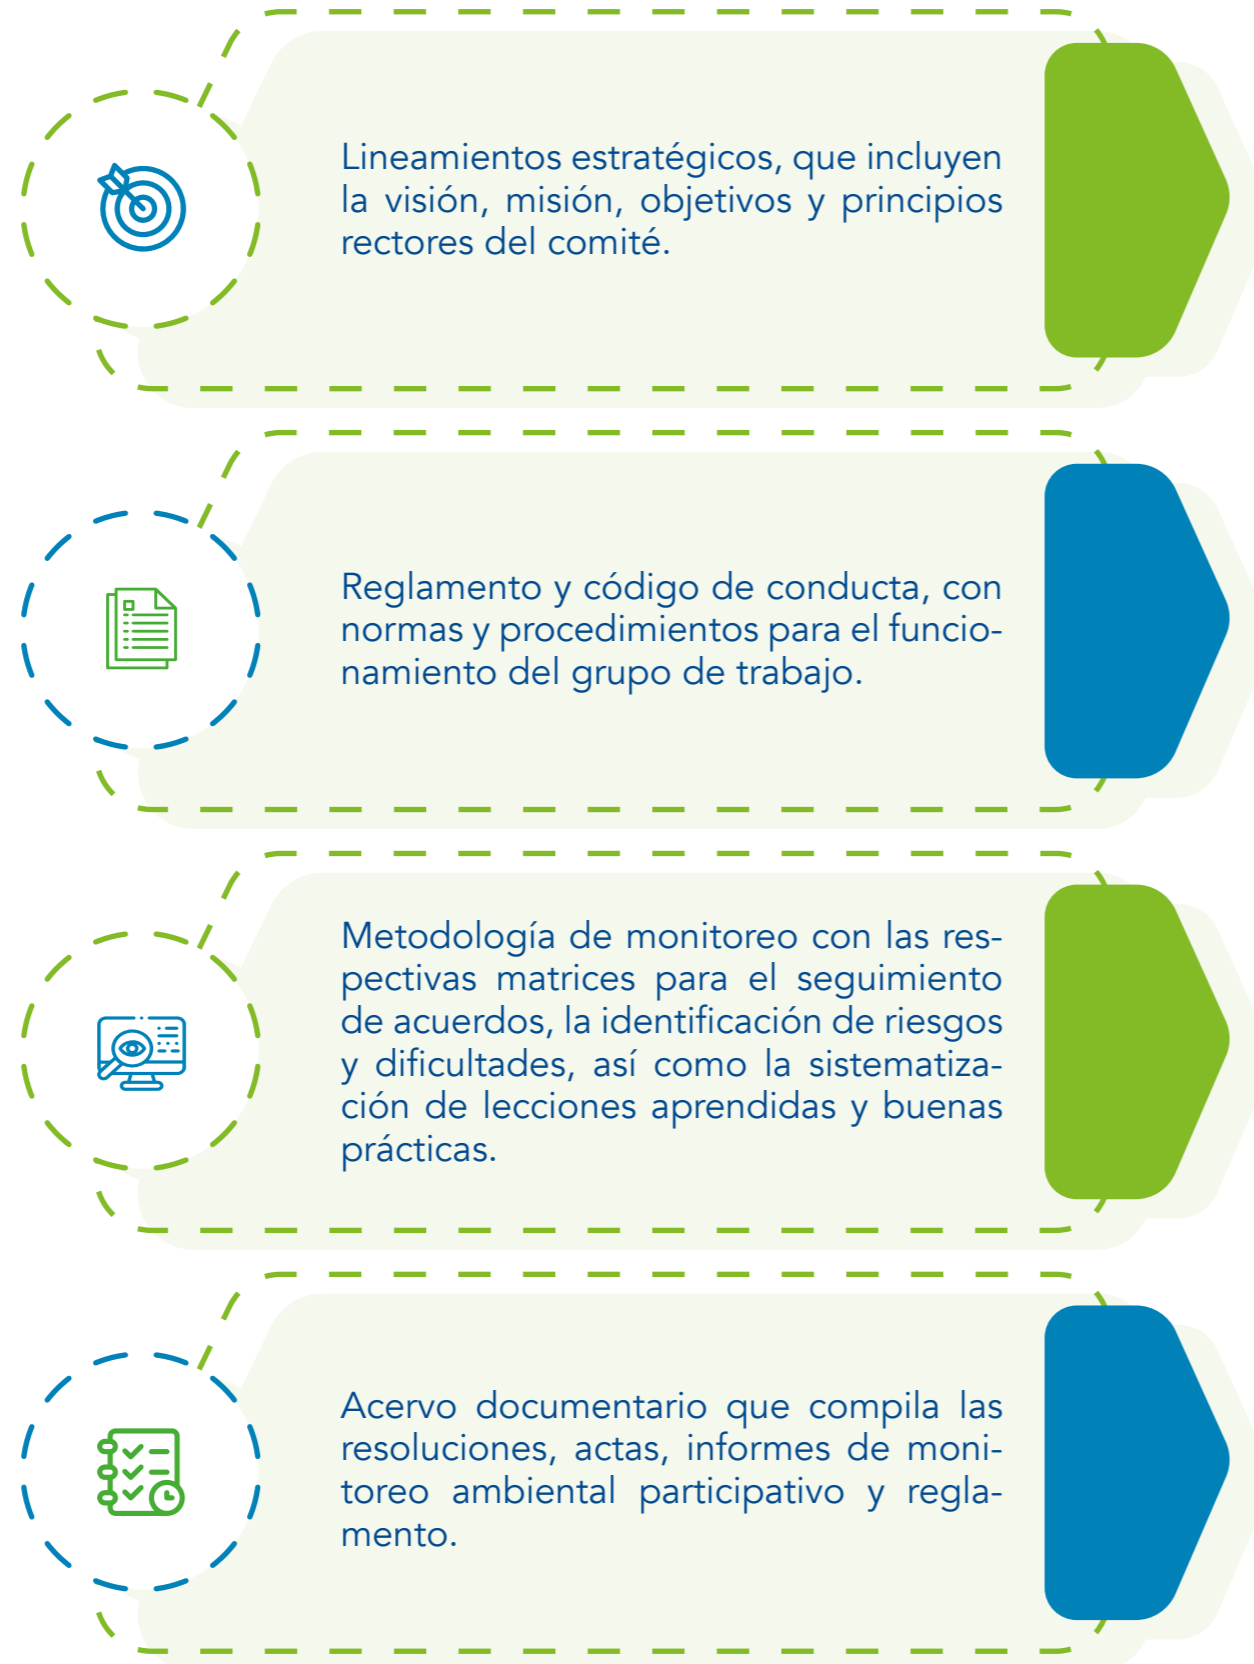 Lineamientos estratégicos, que incluyen
la visión, misión, objetivos y principios
rectores del comité.
Reglamento y código de conducta, con
normas y procedimientos para el funcio-
namiento del grupo de trabajo.
Metodología de monitoreo con las res-
pectivas matrices para el seguimiento
de acuerdos, la identificación de riesgos
y dificultades, así como la sistematiza-
ción de lecciones aprendidas y buenas
prácticas.
Acervo documentario que compila las
resoluciones, actas, informes de moni-
toreo ambiental participativo y regla-
mento.